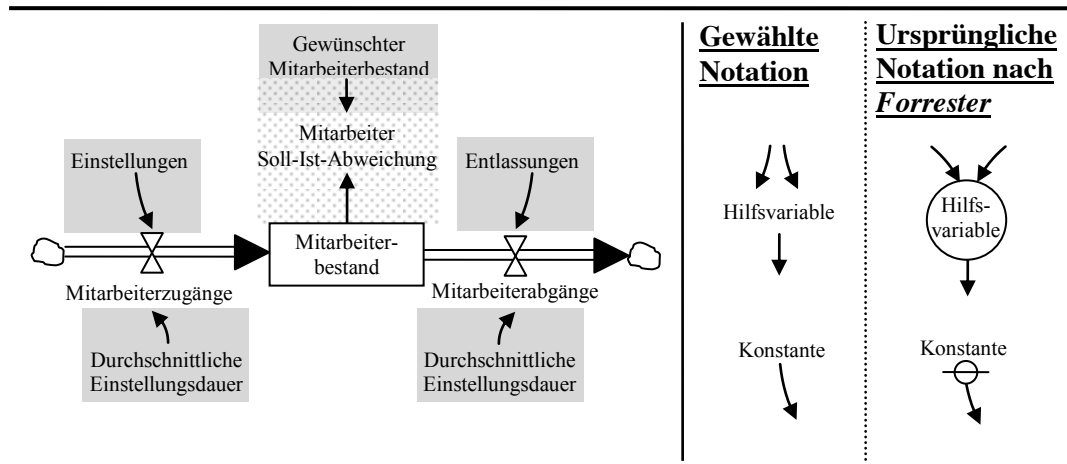 Gewünschter
Mitarbeiterbestand
Mitarbeiter
Soll-Ist-Abweichung
Einstellungen
Entlassungen
Mitarbeiter-
bestand
Mitarbeiterzugänge
Mitarbeiterabgänge
Durchschnittliche
Einstellungsdauer
Durchschnittliche
Einstellungsdauer
Gewählte
Notation
Hilfsvariable
Konstante
Ursprüngliche
Notation nach
Forrester
Hilfs-
variable
Konstante